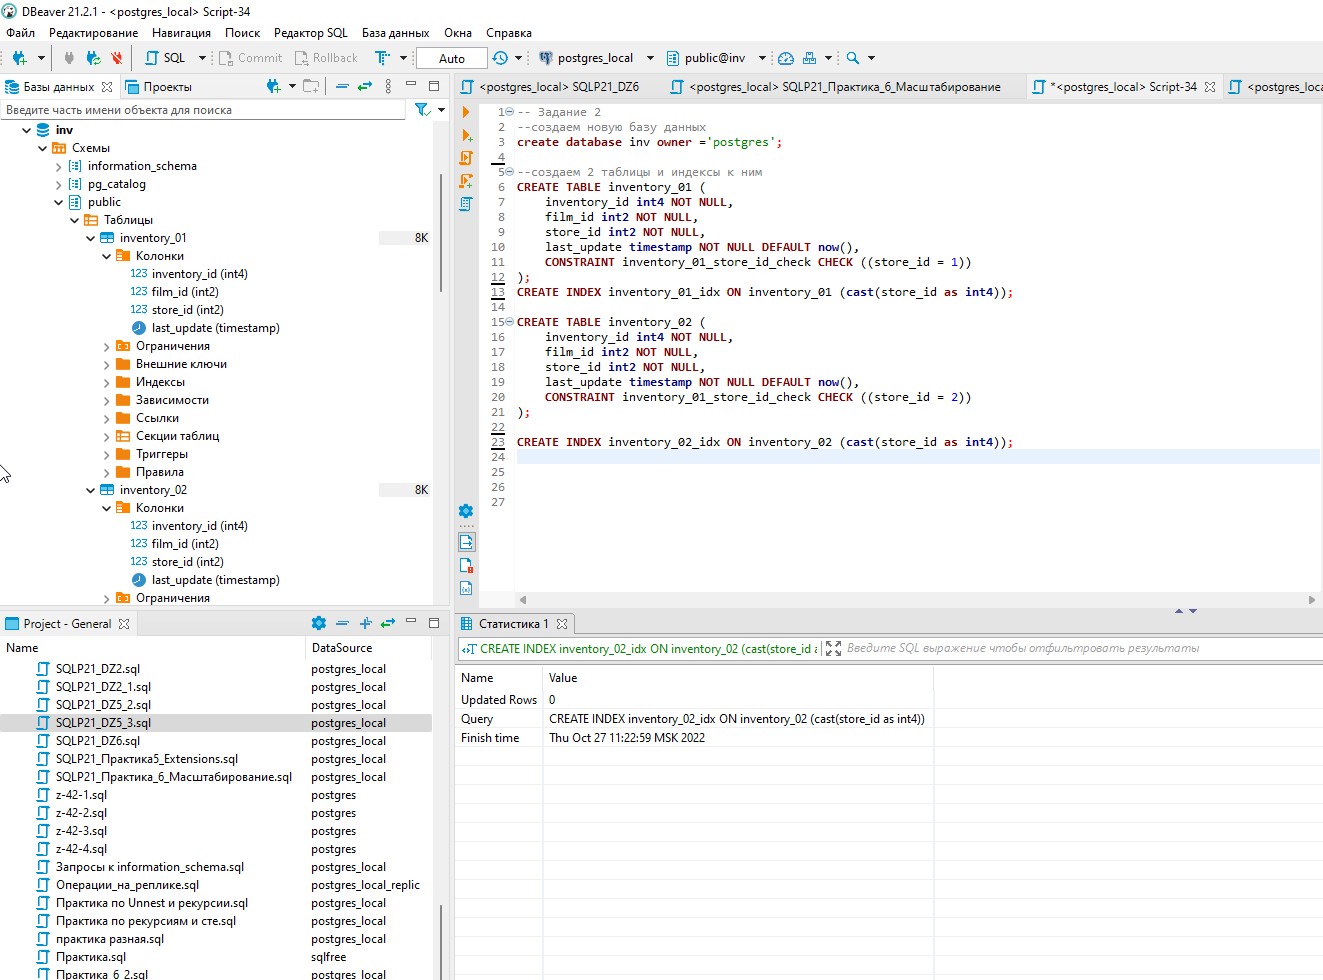 DBeaver 21.2.1 - <postgres_local> Script-34
Файл Редактирование Навигация Поиск Редактор SQL База данных Окна Справка
SQL Commit Rollback Auto postgres_local public@inv
Базы данных Проекты
Введите часть имени объекта для поиска
inv
Схемы
information_schema
pg_catalog
public
Таблицы
inventory_01 8K
Колонки
123 inventory_id (int4)
123 film_id (int2)
123 store_id (int2)
last_update (timestamp)
Ограничения
Внешние ключи
Индексы
Зависимости
Ссылки
Секции таблиц
Триггеры
Правила
inventory_02 8K
Колонки
123 inventory_id (int4)
123 film_id (int2)
123 store_id (int2)
last_update (timestamp)
Ограничения
Project - General
Name DataSource
SQLP21_DZ2.sql postgres_local
SQLP21_DZ2_1.sql postgres_local
SQLP21_DZ5_2.sql postgres_local
SQLP21_DZ5_3.sql postgres_local
SQLP21_DZ6.sql postgres_local
SQLP21_Практика5_Extensions.sql postgres_local
SQLP21_Практика_6_Масштабирование.sql postgres_local
z-42-1.sql postgres
z-42-2.sql postgres
z-42-3.sql postgres
z-42-4.sql postgres
Запросы к information_schema.sql postgres_local
Операции_на_реплике.sql postgres_local_replic
Практика по Unnest и рекурсии.sql postgres_local
Практика по рекурсиям и сте.sql postgres_local
практика разная.sql postgres_local
Практика.sql sqlfree
Практика_6_2.sql postgres_local
<postgres_local> SQLP21_DZ6 <postgres_local> SQLP21_Практика_6_Масштабирование *<postgres_local> Script-34 <postgres_loca
1 -- Задание 2
2 --создаем новую базу данных
3 create database inv owner ='postgres';
4
5 --создаем 2 таблицы и индексы к ним
6 CREATE TABLE inventory_01 (
7 inventory_id int4 NOT NULL,
8 film_id int2 NOT NULL,
9 store_id int2 NOT NULL,
10 last_update timestamp NOT NULL DEFAULT now(),
11 CONSTRAINT inventory_01_store_id_check CHECK ((store_id = 1))
12 );
13 CREATE INDEX inventory_01_idx ON inventory_01 (cast(store_id as int4));
14
15 CREATE TABLE inventory_02 (
16 inventory_id int4 NOT NULL,
17 film_id int2 NOT NULL,
18 store_id int2 NOT NULL,
19 last_update timestamp NOT NULL DEFAULT now(),
20 CONSTRAINT inventory_01_store_id_check CHECK ((store_id = 2))
21 );
22
23 CREATE INDEX inventory_02_idx ON inventory_02 (cast(store_id as int4));
24
25
26
27
Статистика 1
CREATE INDEX inventory_02_idx ON inventory_02 (cast(store_id a Введите SQL выражение чтобы отфильтровать результаты
Name Value
Updated Rows 0
Query CREATE INDEX inventory_02_idx ON inventory_02 (cast(store_id as int4))
Finish time Thu Oct 27 11:22:59 MSK 2022